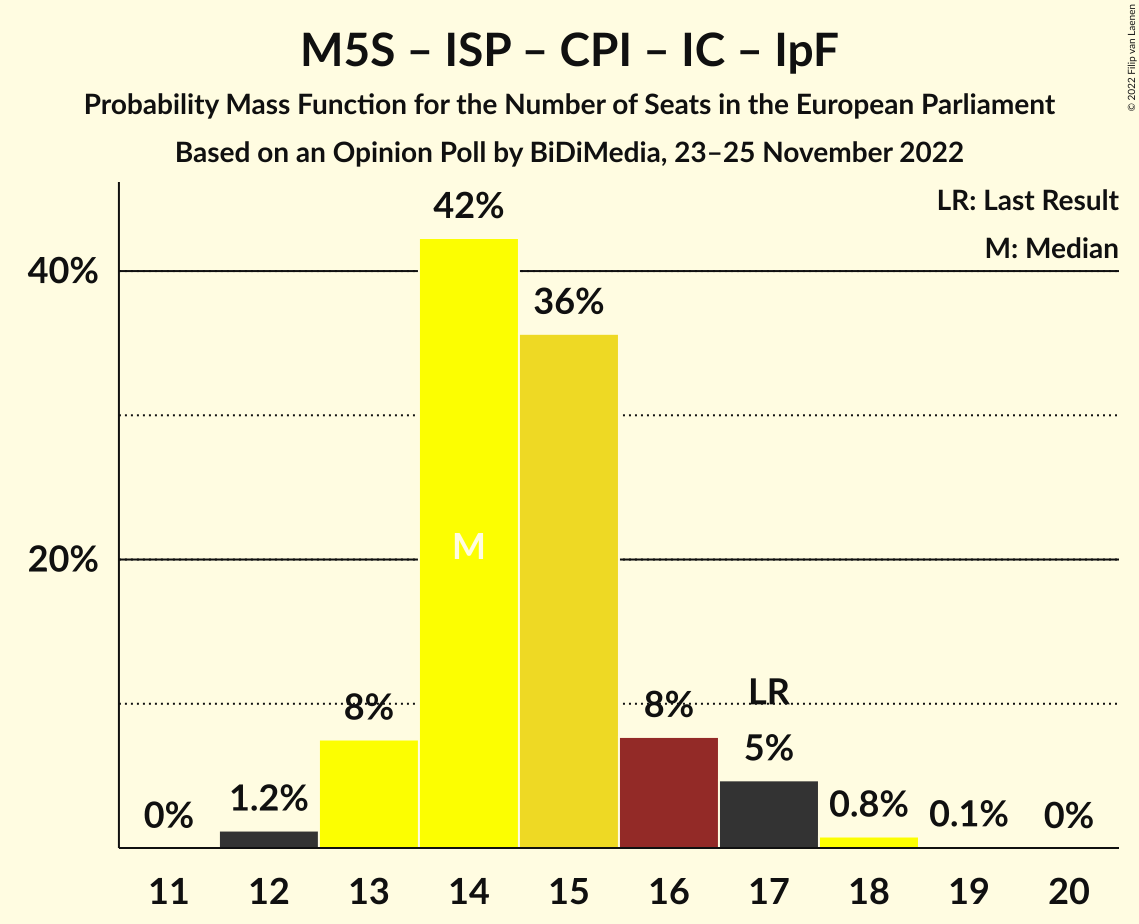 M5S – ISP – CPI – IC – IpF
Probability Mass Function for the Number of Seats in the European Parliament
Based on an Opinion Poll by BiDiMedia, 23–25 November 2022
© 2022 Filip van Laenen
LR: Last Result
M: Median
42%
40%
36%
M
20%
LR
8%
8%
5%
1.2%
0.8%
0%
0.1%
0%
11 12 13 14 15 16 17 18 19 20